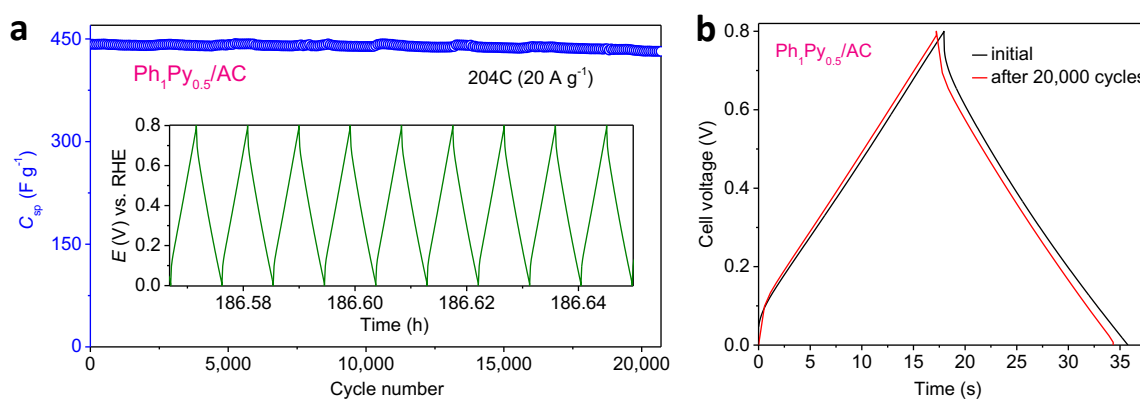 a
450
300
150
0
C_sp (F g⁻¹)
Ph₁Py₀.₅/AC
204C (20 A g⁻¹)
0.8
0.6
0.4
0.2
0.0
E (V) vs. RHE
186.58 186.60 186.62 186.64
Time (h)
0 5,000 10,000 15,000 20,000
Cycle number
b
0.8
0.6
0.4
0.2
0.0
Cell voltage (V)
Ph₁Py₀.₅/AC
initial
after 20,000 cycles
0 5 10 15 20 25 30 35
Time (s)